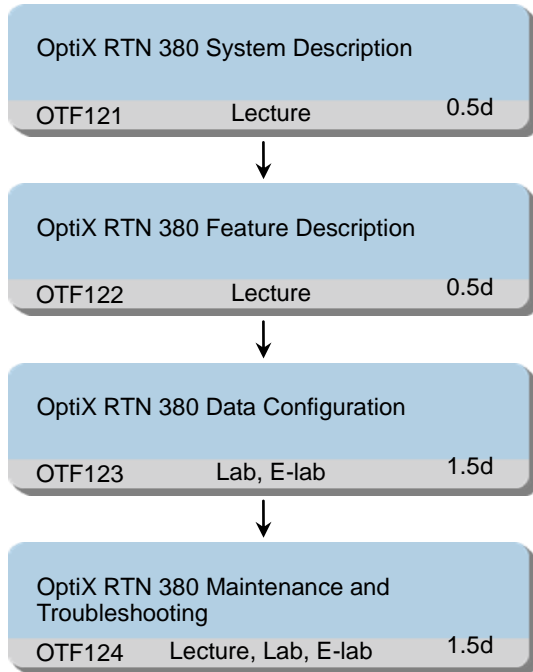 OptiX RTN 380 System Description
OTF121 Lecture 0.5d
OptiX RTN 380 Feature Description
OTF122 Lecture 0.5d
OptiX RTN 380 Data Configuration
OTF123 Lab, E-lab 1.5d
OptiX RTN 380 Maintenance and
Troubleshooting
OTF124 Lecture, Lab, E-lab 1.5d